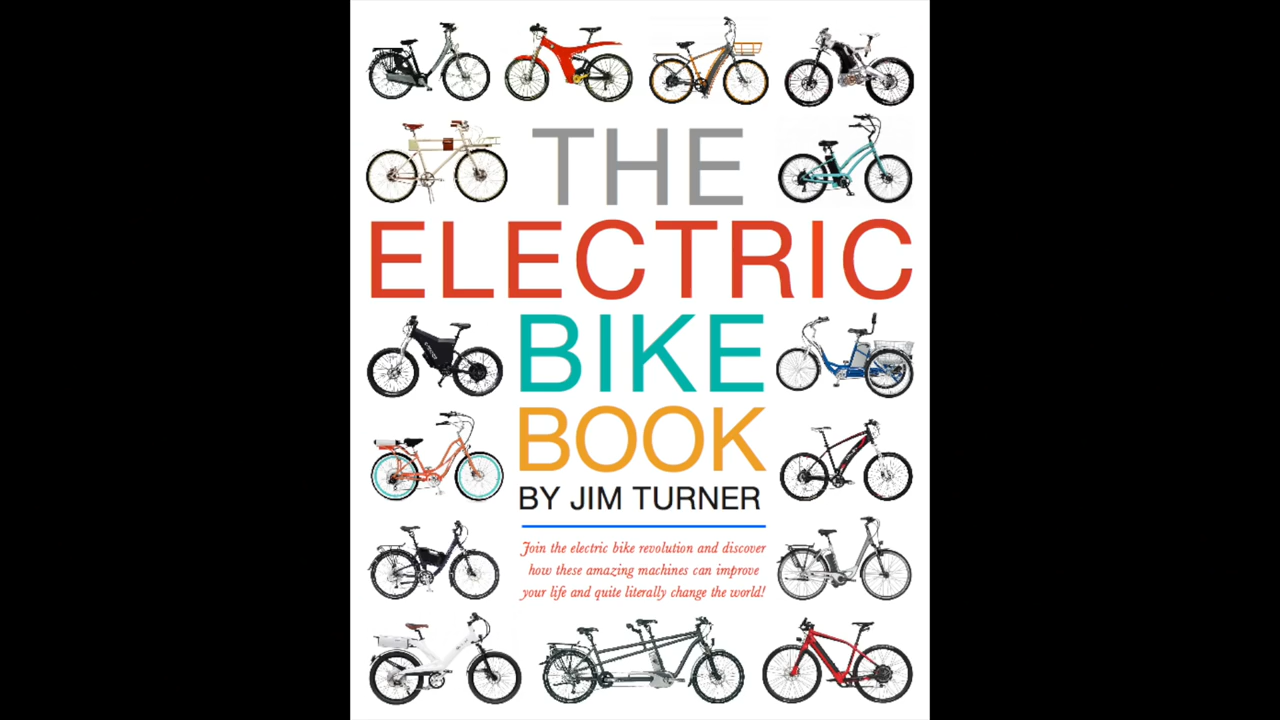 THE
ELECTRIC
BIKE
BOOK
BY JIM TURNER
Join the electric bike revolution and discover
how these amazing machines can improve
your life and quite literally change the world!